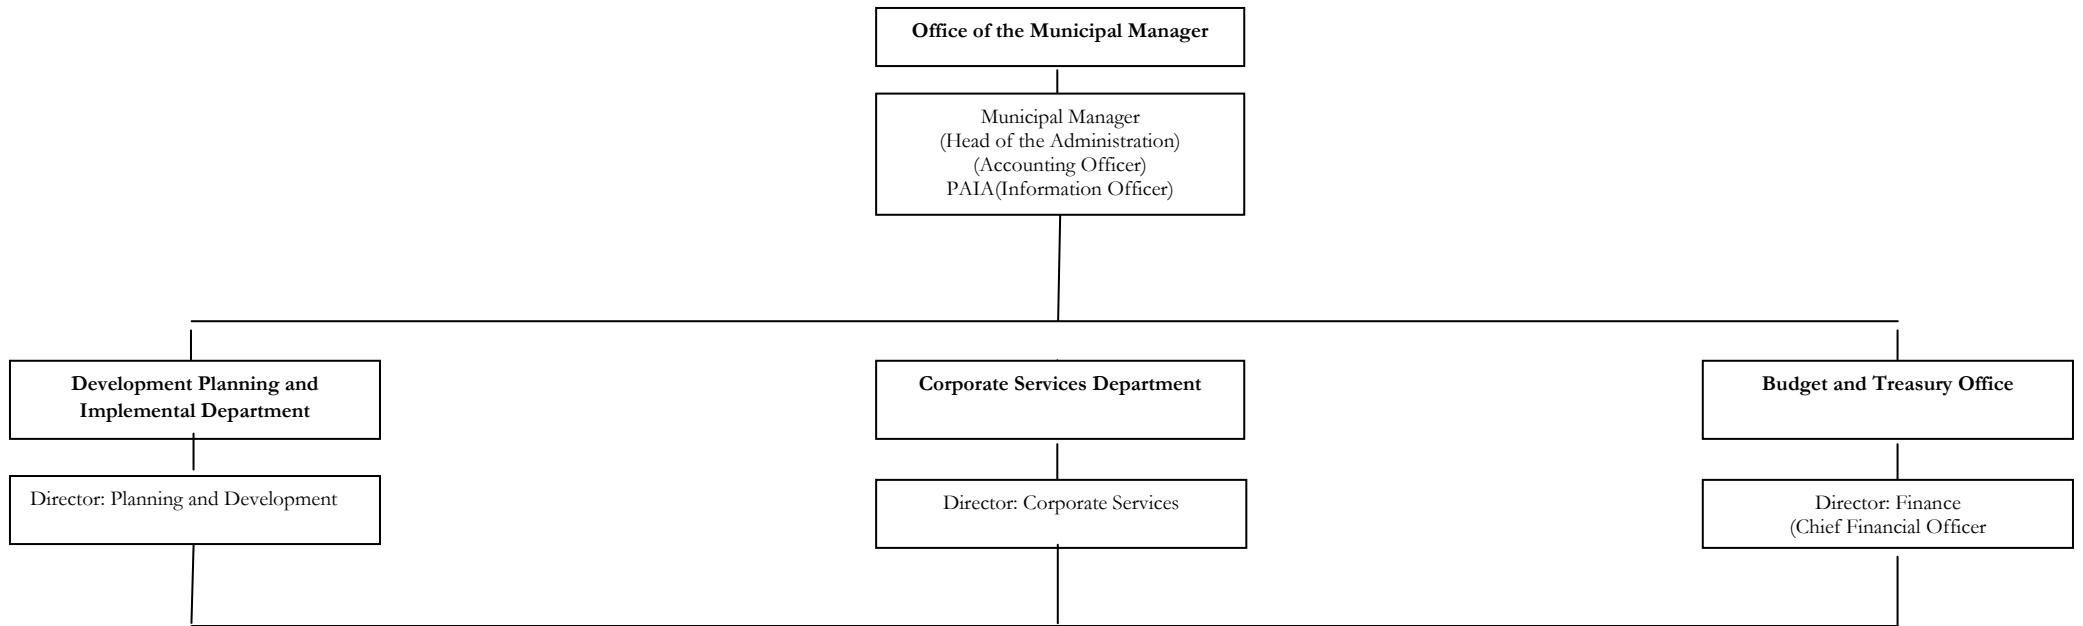 Office of the Municipal Manager
Municipal Manager
(Head of the Administration)
(Accounting Officer)
PAIA(Information Officer)
Development Planning and
Implemental Department
Corporate Services Department
Budget and Treasury Office
Director: Planning and Development
Director: Corporate Services
Director: Finance
(Chief Financial Officer